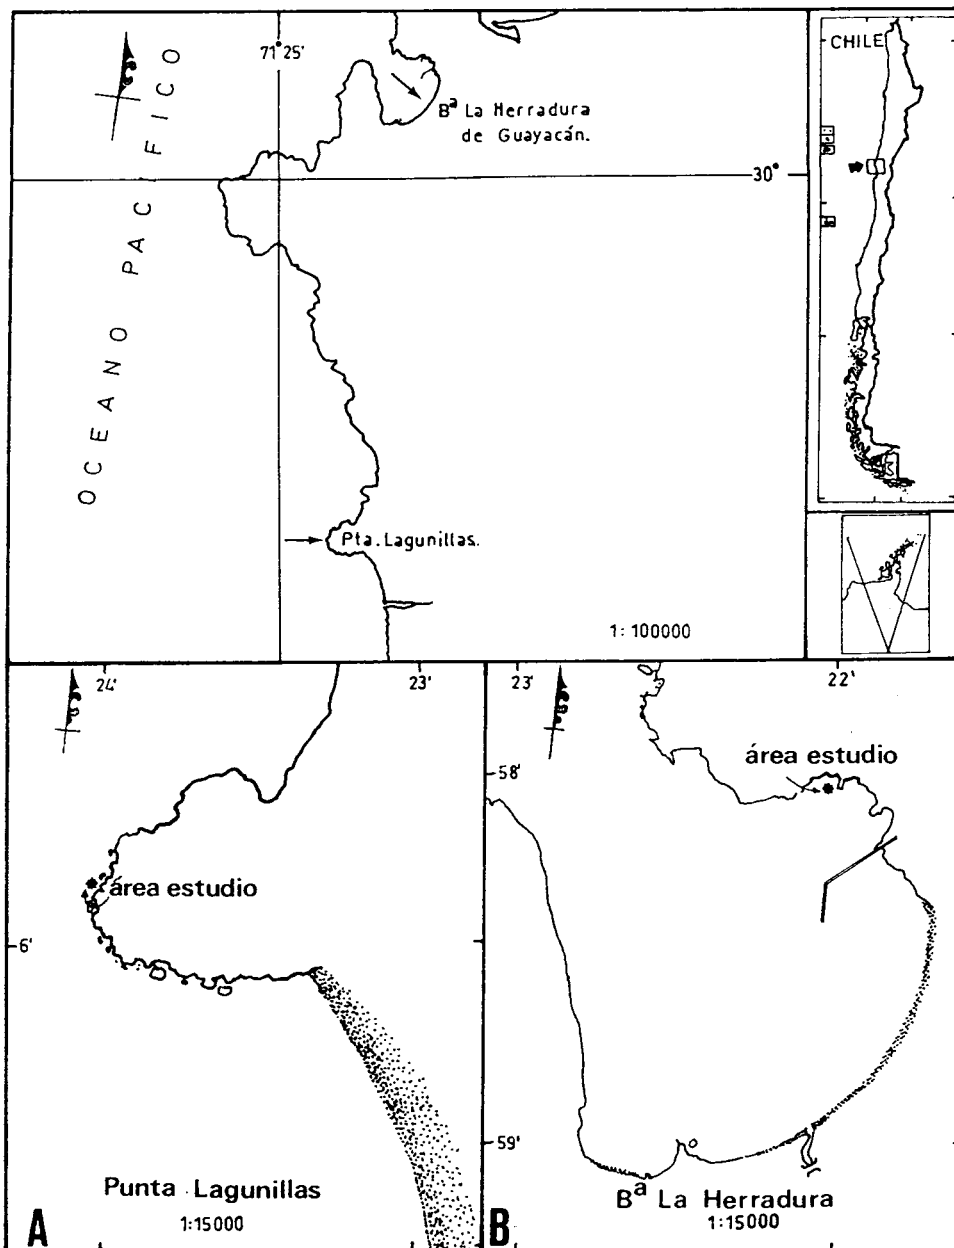 71° 25'
OCEANO PACIFICO
Bª La Herradura
de Guayacán.
30°
Pta. Lagunillas.
1: 100000
CHILE
24'
23'
6'
área estudio
Punta Lagunillas
1:15000
A
23'
22'
58'
área estudio
59'
Bª La Herradura
1:15000
B